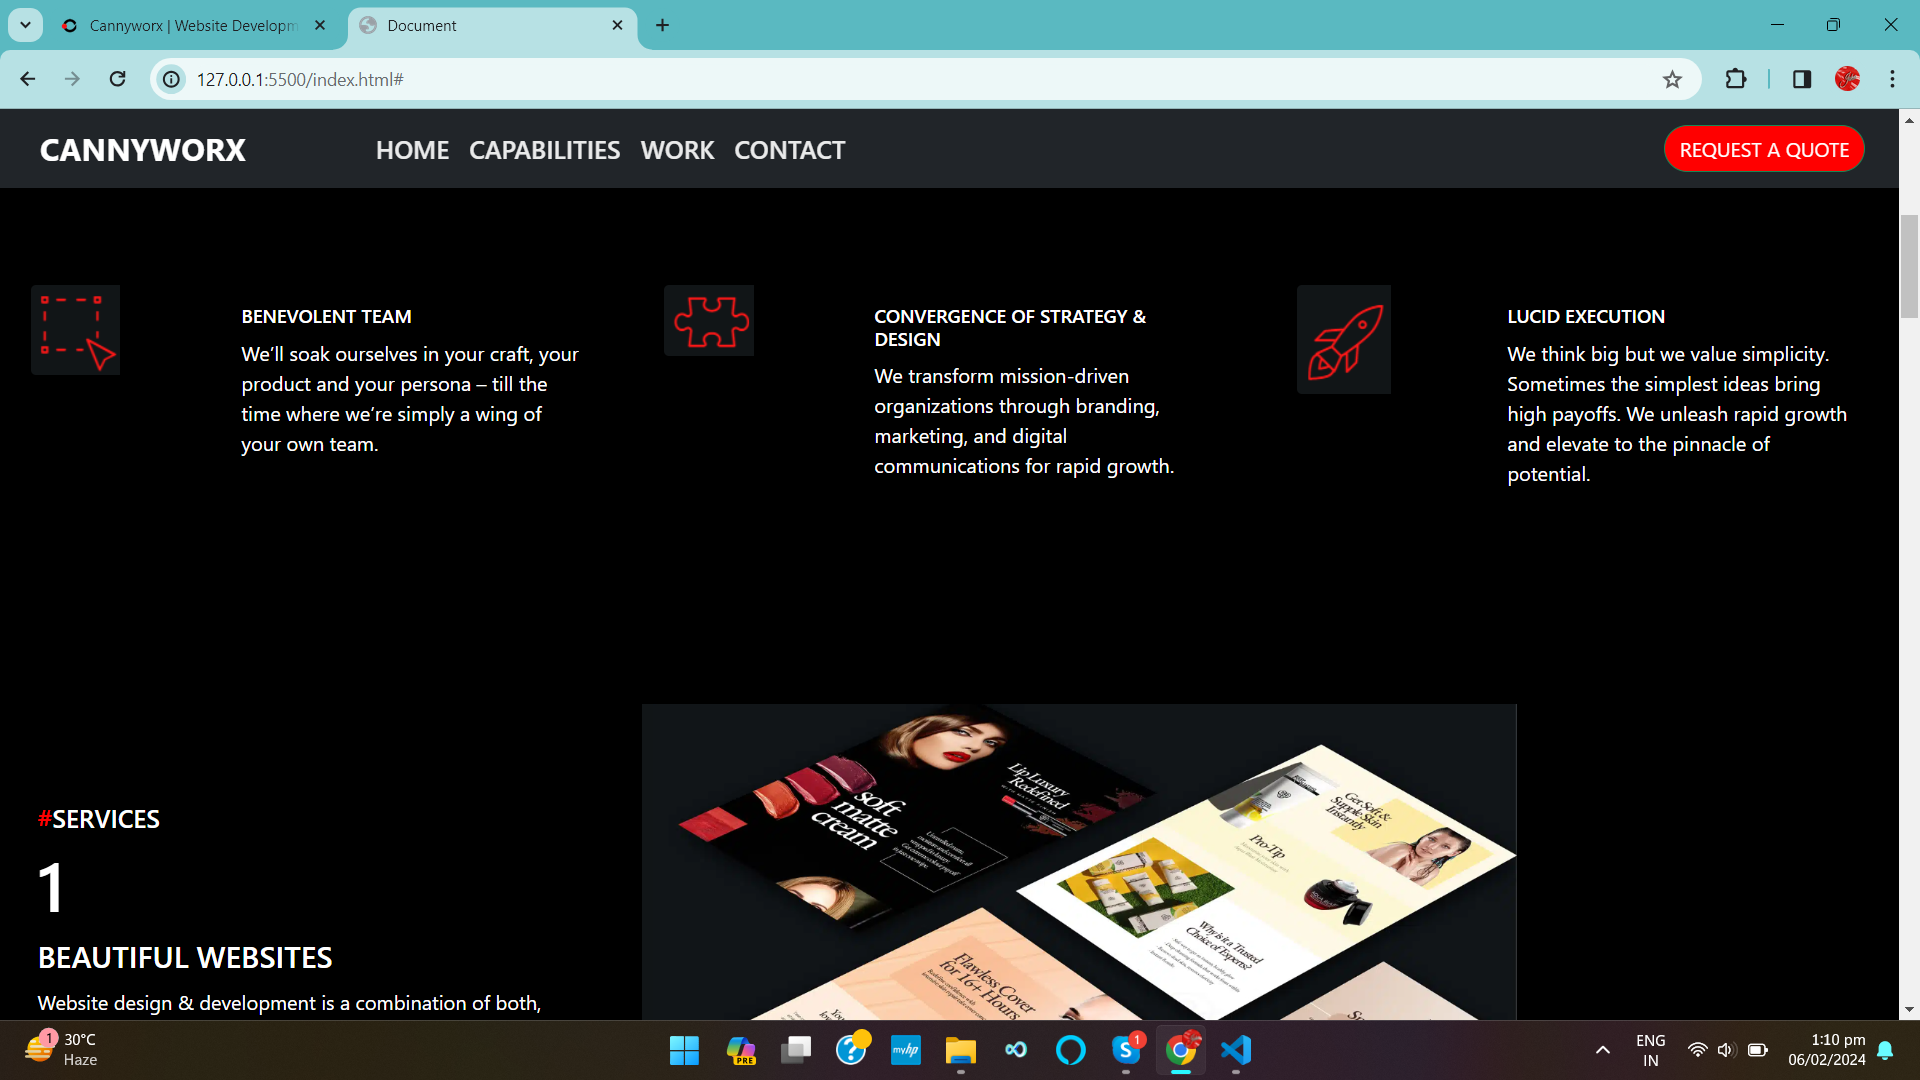 Cannyworx | Website Developm
Document
127.0.0.1:5500/index.html#
CANNYWORX
HOME CAPABILITIES WORK CONTACT
REQUEST A QUOTE
BENEVOLENT TEAM
We’ll soak ourselves in your craft, your
product and your persona – till the
time where we’re simply a wing of
your own team.
CONVERGENCE OF STRATEGY &
DESIGN
We transform mission-driven
organizations through branding,
marketing, and digital
communications for rapid growth.
LUCID EXECUTION
We think big but we value simplicity.
Sometimes the simplest ideas bring
high payoffs. We unleash rapid growth
and elevate to the pinnacle of
potential.
#SERVICES
1
BEAUTIFUL WEBSITES
Website design & development is a combination of both,
soft
matte
cream
Lip Luxury
Redefined
Get Soft &
Supple Skin
Instantly
Pro-Tip
Why is it a Trusted
Choice of Experts?
Flawless Cover
for 16+ Hours
1
30°C
Haze
PRE
myhp
S
1
ENG
IN
1:10 pm
06/02/2024